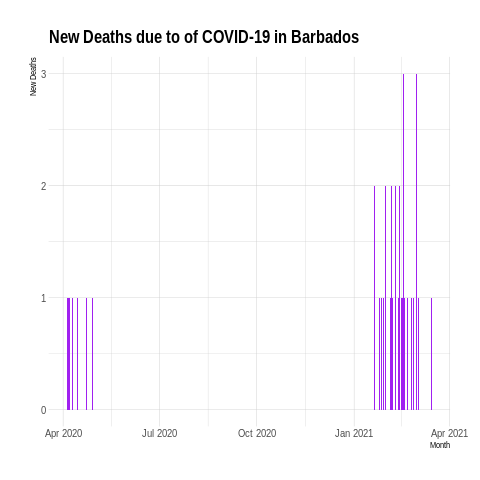 New Deaths due to of COVID-19 in Barbados
New Deaths
3
2
1
0
Apr 2020 Jul 2020 Oct 2020 Jan 2021 Apr 2021
Month